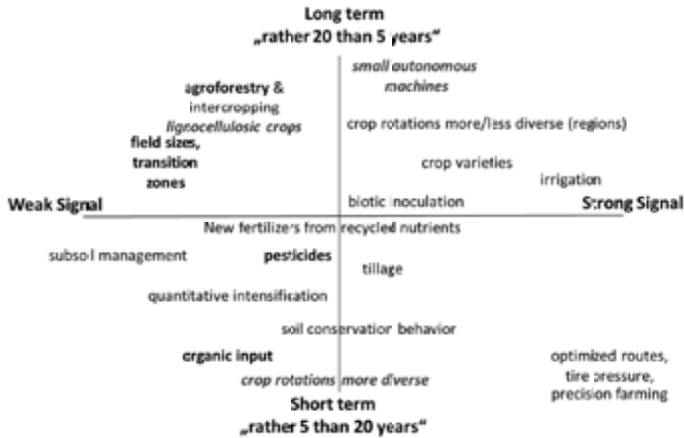 Long term
„rather 20 than 5 years“
small autonomous
machines
agroforestry &
intercropping
lignocellulosic crops
crop rotations more/less diverse (regions)
field sizes,
transition
zones
crop varieties
irrigation
biotic inoculation
Weak Signal
Strong Signal
New fertilizers from recycled nutrients
subsoil management
pesticides
tillage
quantitative intensification
soil conservation behavior
organic input
optimized routes,
tire pressure,
precision farming
crop rotations more diverse
Short term
„rather 5 than 20 years“